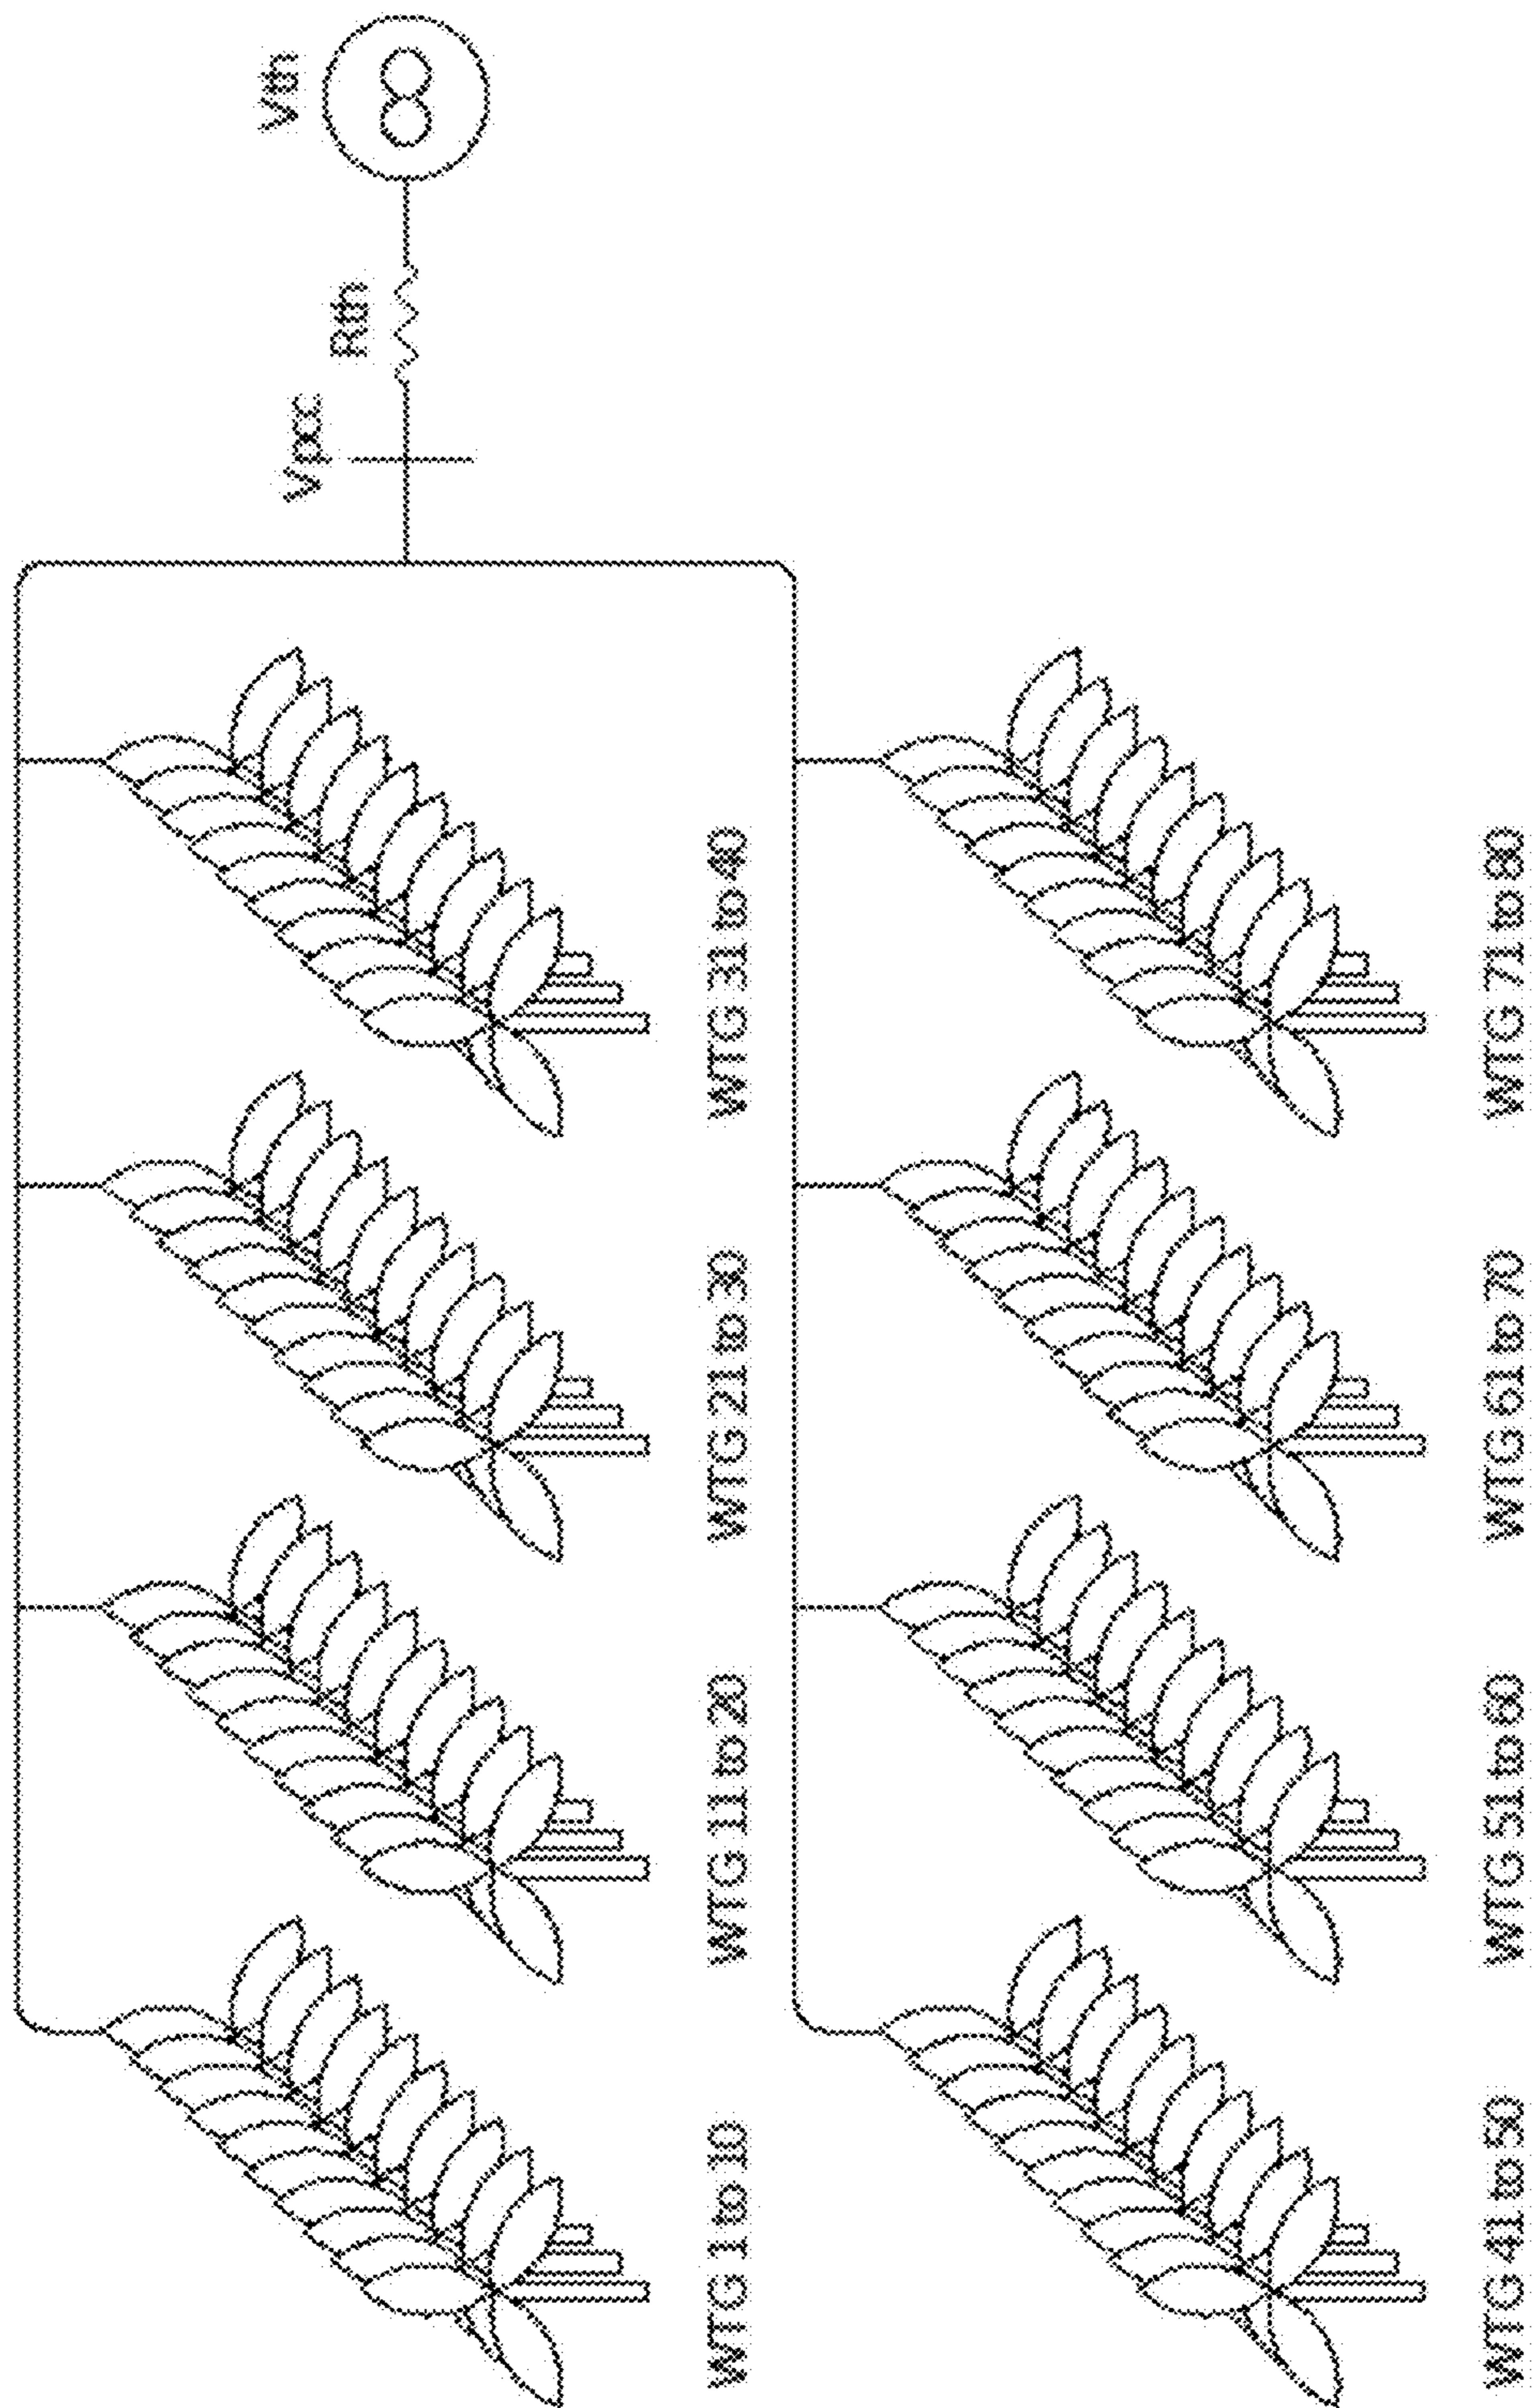 Vth
Rth
Vpcc
WTG 1 to 10
WTG 11 to 20
WTG 21 to 30
WTG 31 to 40
WTG 41 to 50
WTG 51 to 60
WTG 61 to 70
WTG 71 to 80